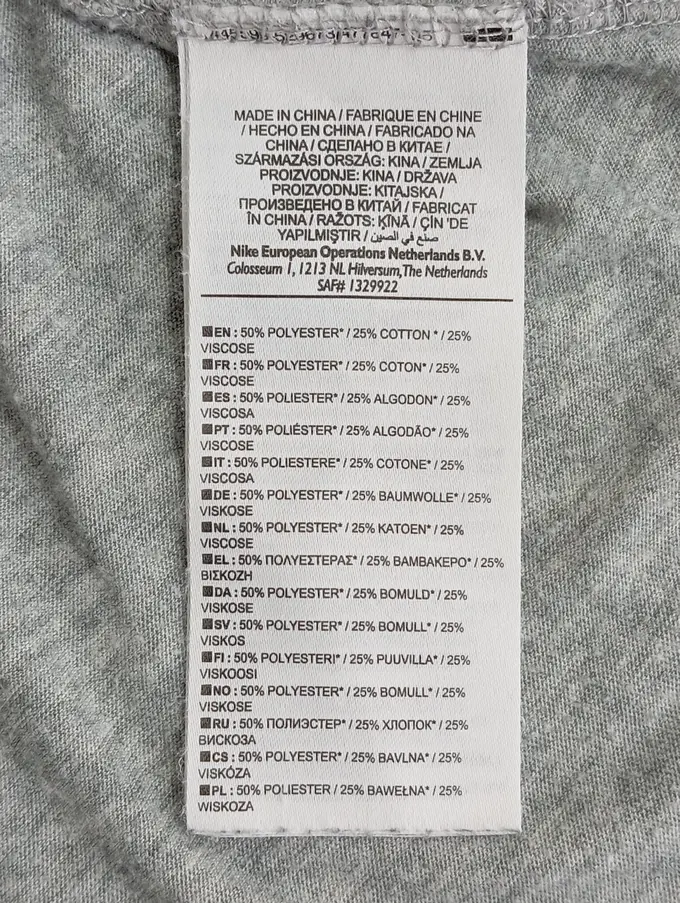 MADE IN CHINA / FABRIQUE EN CHINE
/ HECHO EN CHINA / FABRICADO NA
CHINA / СДЕЛАНО В КИТАЕ /
SZÁRMAZÁSI ORSZÁG: KINA / ZEMLJA
PROIZVODNJE: KINA / DRŽAVA
PROIZVODNJE: KITAJSKA /
ПРОИЗВЕДЕНО В КИТАЙ / FABRICAT
ÎN CHINA / RAŽOTS: ĶĪNĀ / ÇİN 'DE
YAPILMIŞTIR / صنع في الصين
Nike European Operations Netherlands B.V.
Colosseum 1, 1213 NL Hilversum, The Netherlands
SAF# 1329922
EN : 50% POLYESTER* / 25% COTTON * / 25%
VISCOSE
FR : 50% POLYESTER* / 25% COTON* / 25%
VISCOSE
ES : 50% POLIESTER* / 25% ALGODON* / 25%
VISCOSA
PT : 50% POLIÉSTER* / 25% ALGODÃO* / 25%
VISCOSE
IT : 50% POLIESTERE* / 25% COTONE* / 25%
VISCOSA
DE : 50% POLYESTER* / 25% BAUMWOLLE* / 25%
VISKOSE
NL : 50% POLYESTER* / 25% KATOEN* / 25%
VISCOSE
EL : 50% ΠΟΛΥΕΣΤΕΡΑΣ* / 25% ΒΑΜΒΑΚΕΡΟ* / 25%
ΒΙΣΚΟΖΗ
DA : 50% POLYESTER* / 25% BOMULD* / 25%
VISKOSE
SV : 50% POLYESTER* / 25% BOMULL* / 25%
VISKOS
FI : 50% POLYESTERI* / 25% PUUVILLA* / 25%
VISKOOSI
NO : 50% POLYESTER* / 25% BOMULL* / 25%
VISKOSE
RU : 50% ПОЛИЭСТЕР* / 25% ХЛОПОК* / 25%
ВИСКОЗА
CS : 50% POLYESTER* / 25% BAVLNA* / 25%
VISKÓZA
PL : 50% POLIESTER / 25% BAWEŁNA* / 25%
WISKOZA